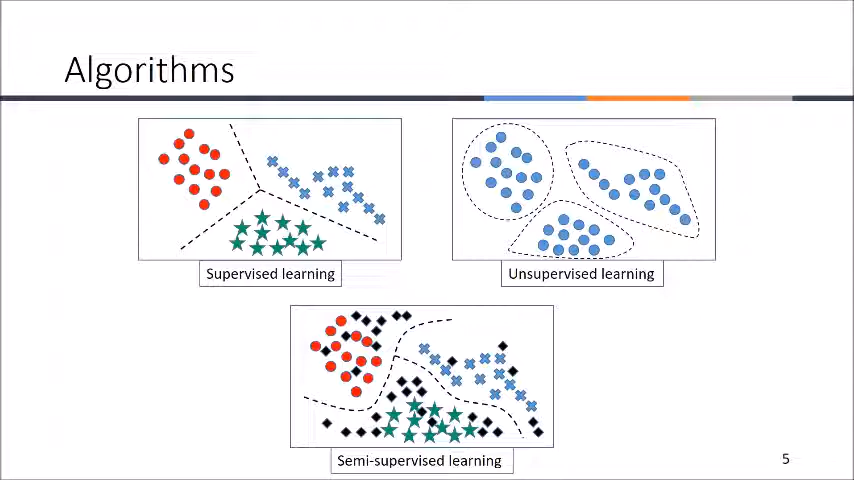 Algorithms
Supervised learning
Unsupervised learning
Semi-supervised learning
5